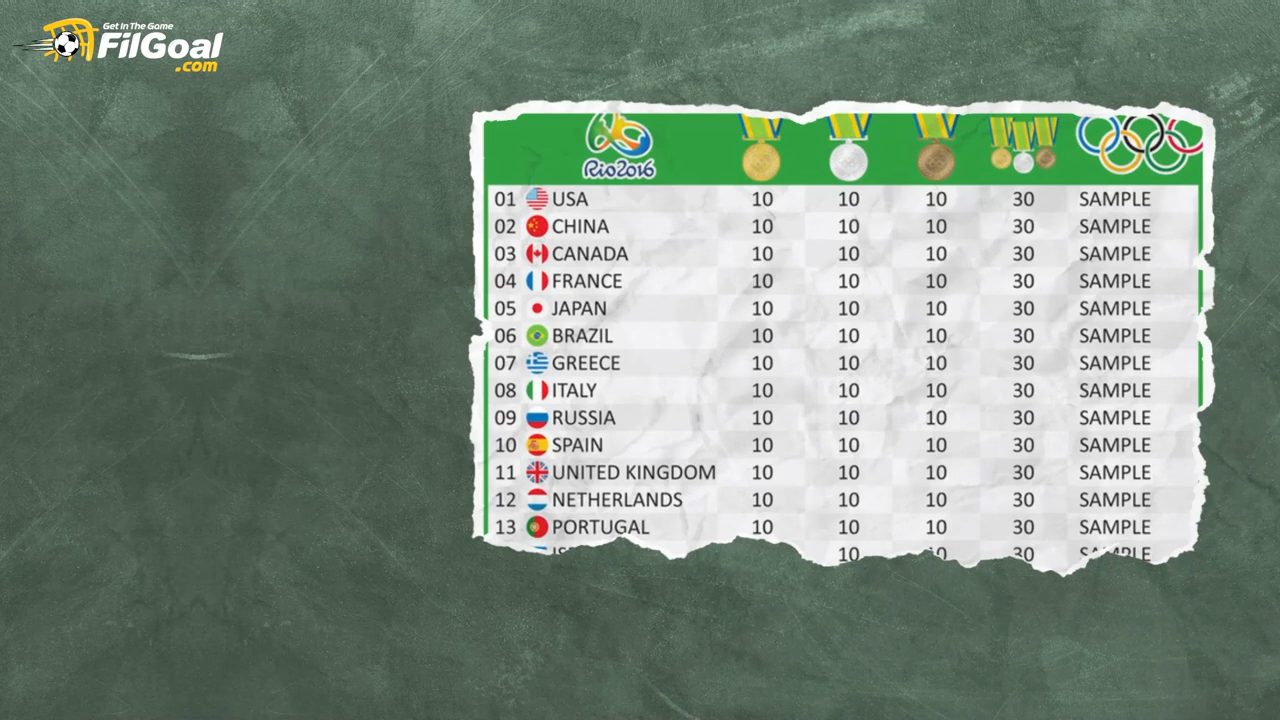 Get In The Game
FilGoal
.com
Rio2016
01 USA 10 10 10 30 SAMPLE
02 CHINA 10 10 10 30 SAMPLE
03 CANADA 10 10 10 30 SAMPLE
04 FRANCE 10 10 10 30 SAMPLE
05 JAPAN 10 10 10 30 SAMPLE
06 BRAZIL 10 10 10 30 SAMPLE
07 GREECE 10 10 10 30 SAMPLE
08 ITALY 10 10 10 30 SAMPLE
09 RUSSIA 10 10 10 30 SAMPLE
10 SPAIN 10 10 10 30 SAMPLE
11 UNITED KINGDOM 10 10 10 30 SAMPLE
12 NETHERLANDS 10 10 10 30 SAMPLE
13 PORTUGAL 10 10 10 30 SAMPLE
10 10 30 SAMPLE